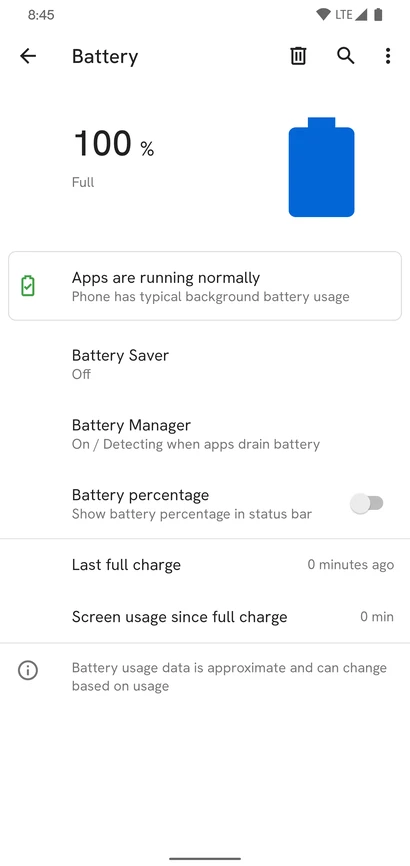 8:45
LTE
Battery
100 %
Full
Apps are running normally
Phone has typical background battery usage
Battery Saver
Off
Battery Manager
On / Detecting when apps drain battery
Battery percentage
Show battery percentage in status bar
Last full charge 0 minutes ago
Screen usage since full charge 0 min
Battery usage data is approximate and can change
based on usage